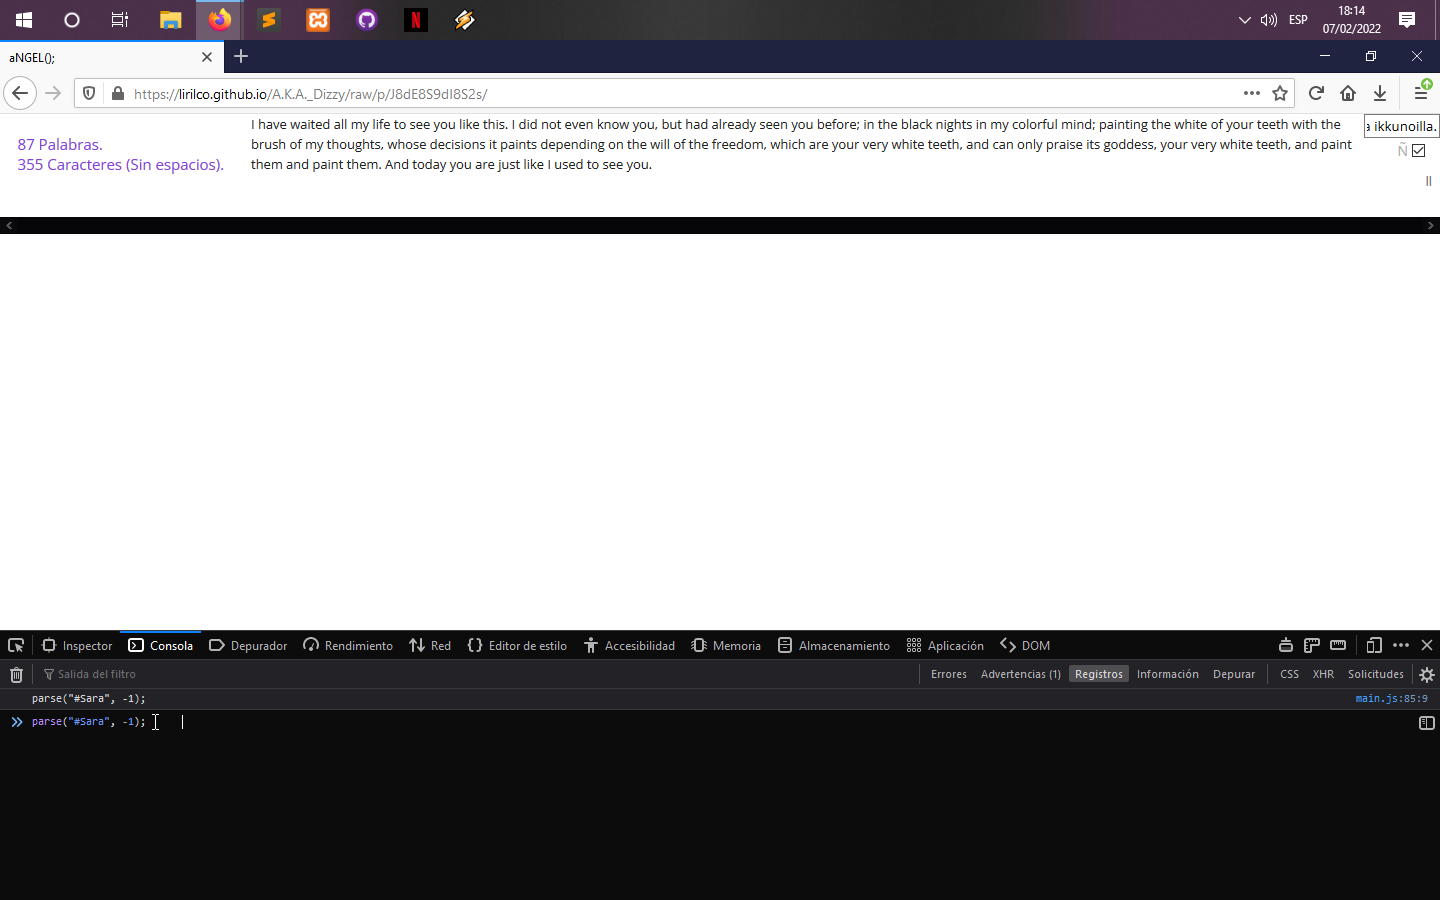 18:14
ESP
07/02/2022
aNGEL();
https://lirilco.github.io/A.K.A._Dizzy/raw/p/J8dE8S9dI8S2s/
87 Palabras.
355 Caracteres (Sin espacios).
I have waited all my life to see you like this. I did not even know you, but had already seen you before; in the black nights in my colorful mind; painting the white of your teeth with the
brush of my thoughts, whose decisions it paints depending on the will of the freedom, which are your very white teeth, and can only praise its goddess, your very white teeth, and paint
them and paint them. And today you are just like I used to see you.
a ikkunoilla.
Ñ
||
Inspector Consola Depurador Rendimiento Red Editor de estilo Accesibilidad Memoria Almacenamiento Aplicación DOM
Salida del filtro
Errores Advertencias (1) Registros Información Depurar CSS XHR Solicitudes
parse("#Sara", -1);
main.js:85:9
parse("#Sara", -1);